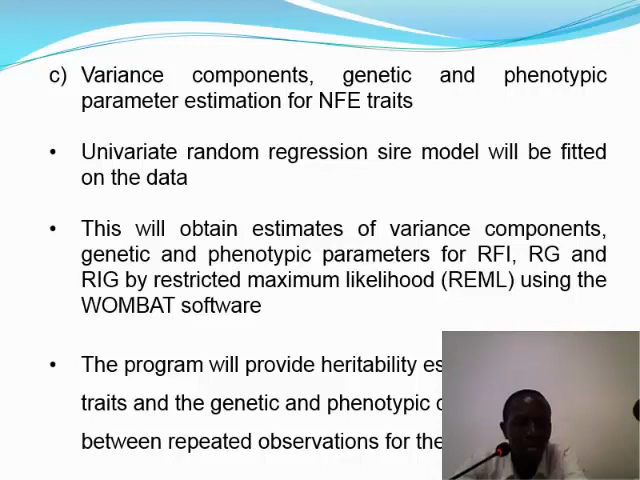 c) Variance components, genetic and phenotypic
parameter estimation for NFE traits
• Univariate random regression sire model will be fitted
on the data
• This will obtain estimates of variance components,
genetic and phenotypic parameters for RFI, RG and
RIG by restricted maximum likelihood (REML) using the
WOMBAT software
• The program will provide heritability
traits and the genetic and phenotypic
between repeated observations for the